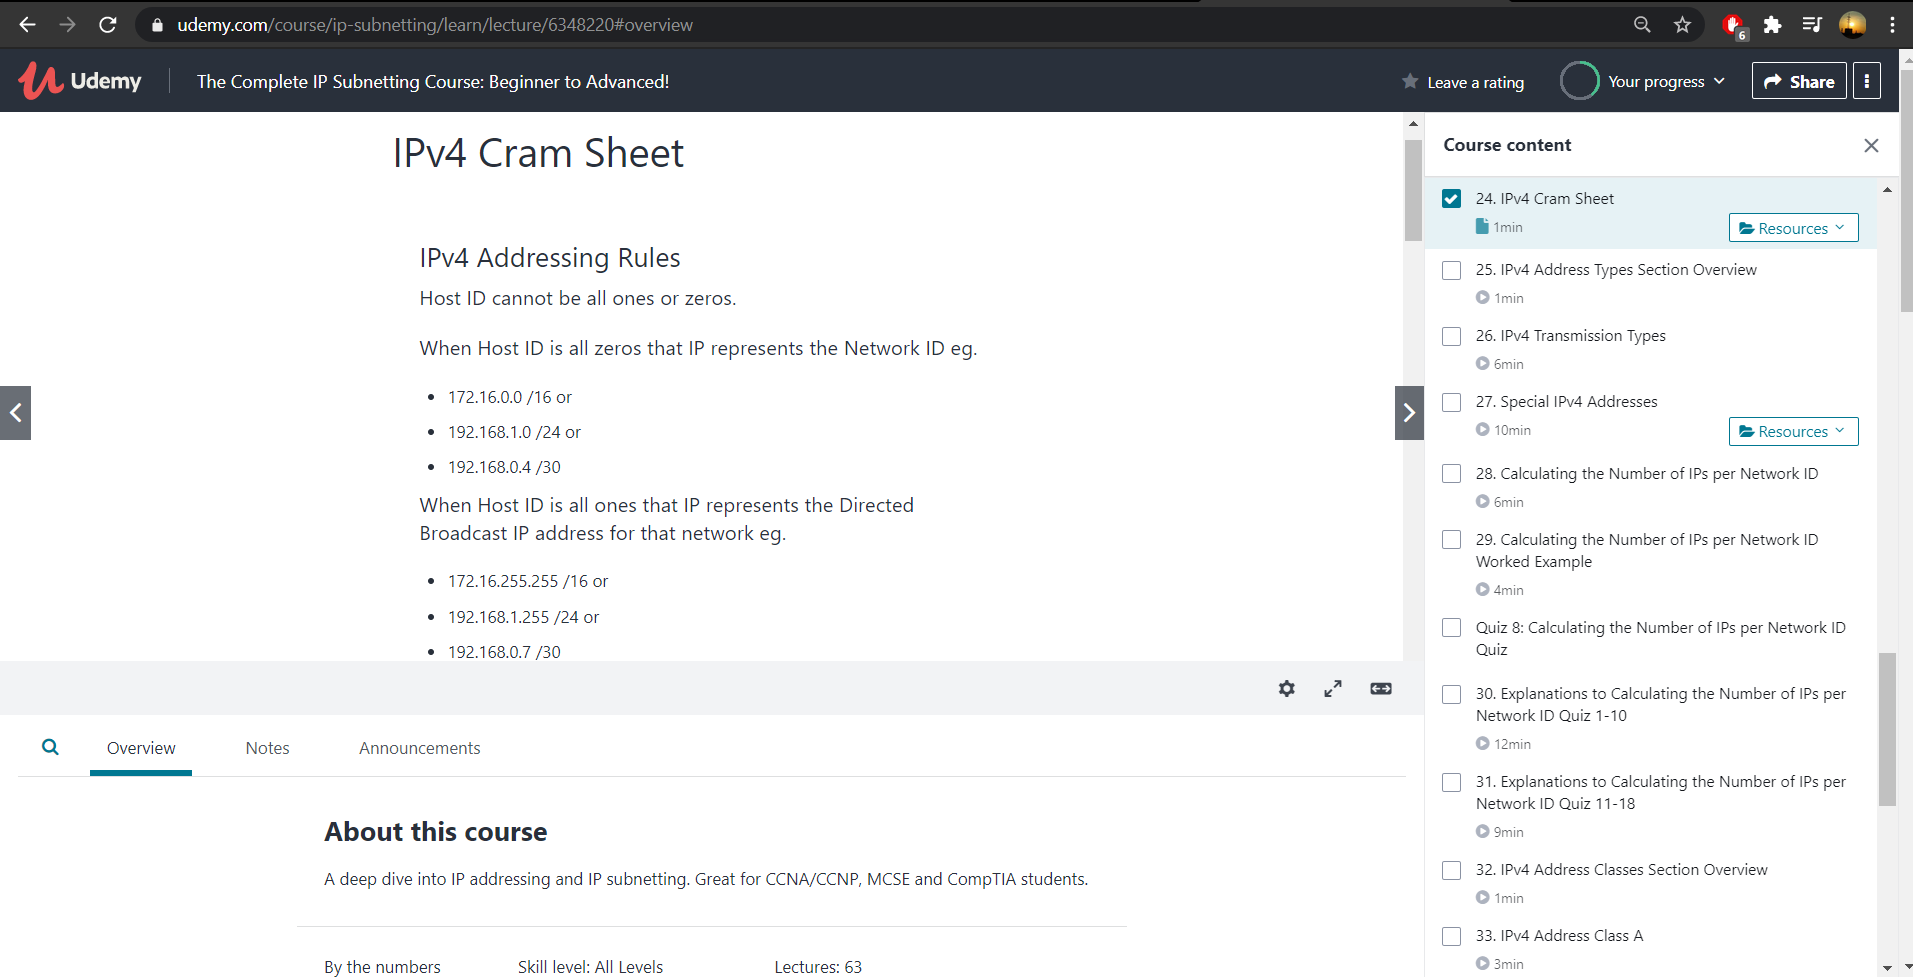 udemy.com/course/ip-subnetting/learn/lecture/6348220#overview
6
Udemy
The Complete IP Subnetting Course: Beginner to Advanced!
Leave a rating
Your progress
Share
IPv4 Cram Sheet
IPv4 Addressing Rules
Host ID cannot be all ones or zeros.
When Host ID is all zeros that IP represents the Network ID eg.
172.16.0.0 /16 or
192.168.1.0 /24 or
192.168.0.4 /30
When Host ID is all ones that IP represents the Directed
Broadcast IP address for that network eg.
172.16.255.255 /16 or
192.168.1.255 /24 or
192.168.0.7 /30
Overview
Notes
Announcements
About this course
A deep dive into IP addressing and IP subnetting. Great for CCNA/CCNP, MCSE and CompTIA students.
By the numbers
Skill level: All Levels
Lectures: 63
Course content
24. IPv4 Cram Sheet
1min
Resources
25. IPv4 Address Types Section Overview
1min
26. IPv4 Transmission Types
6min
27. Special IPv4 Addresses
10min
Resources
28. Calculating the Number of IPs per Network ID
6min
29. Calculating the Number of IPs per Network ID
Worked Example
4min
Quiz 8: Calculating the Number of IPs per Network ID
Quiz
30. Explanations to Calculating the Number of IPs per
Network ID Quiz 1-10
12min
31. Explanations to Calculating the Number of IPs per
Network ID Quiz 11-18
9min
32. IPv4 Address Classes Section Overview
1min
33. IPv4 Address Class A
3min